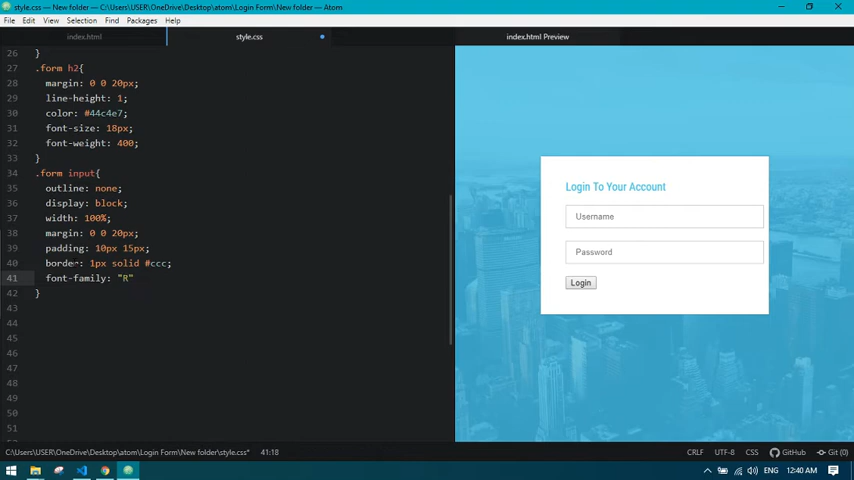 style.css — New folder — C:\Users\USER\OneDrive\Desktop\atom\Login Form\New folder — Atom
File Edit View Selection Find Packages Help
index.html style.css index.html Preview
26 }
27 .form h2{
28 margin: 0 0 20px;
29 line-height: 1;
30 color: #44c4e7;
31 font-size: 18px;
32 font-weight: 400;
33 }
34 .form input{
35 outline: none;
36 display: block;
37 width: 100%;
38 margin: 0 0 20px;
39 padding: 10px 15px;
40 border: 1px solid #ccc;
41 font-family: "R"
42 }
43
44
45
46
47
48
49
50
51
52
Login To Your Account
Username
Password
Login
C:\Users\USER\OneDrive\Desktop\atom\Login Form\New folder\style.css* 41:18 CRLF UTF-8 CSS GitHub Git (0)
ENG 12:40 AM